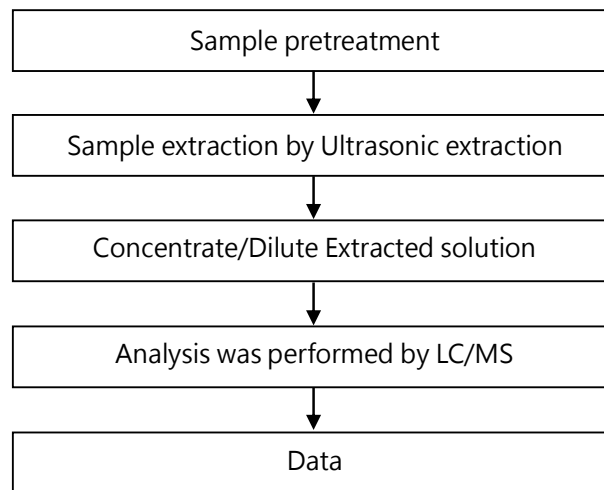 Sample pretreatment
Sample extraction by Ultrasonic extraction
Concentrate/Dilute Extracted solution
Analysis was performed by LC/MS
Data